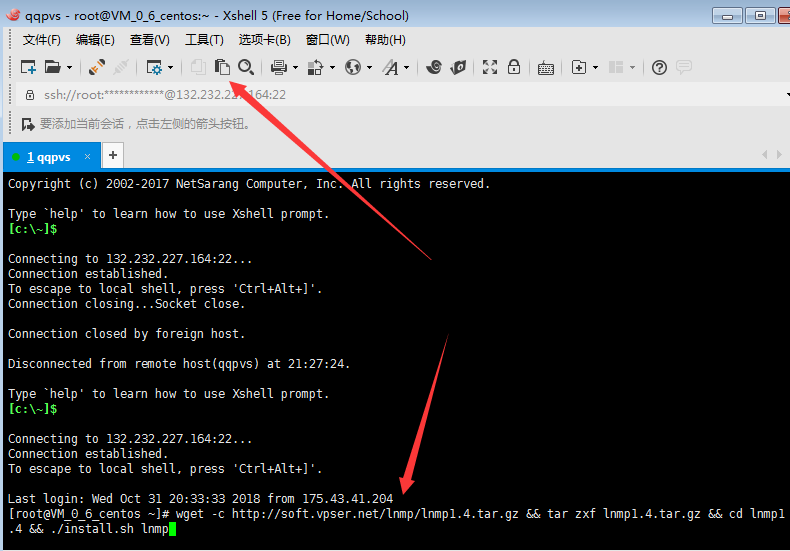 qqpvs - root@VM_0_6_centos:~ - Xshell 5 (Free for Home/School)
文件(F) 编辑(E) 查看(V) 工具(T) 选项卡(B) 窗口(W) 帮助(H)
ssh://root:************@132.232.227.164:22
要添加当前会话，点击左侧的箭头按钮。
1 qqpvs × +
Copyright (c) 2002-2017 NetSarang Computer, Inc. All rights reserved.
Type `help' to learn how to use Xshell prompt.
[c:\~]$
Connecting to 132.232.227.164:22...
Connection established.
To escape to local shell, press 'Ctrl+Alt+]'.
Connection closing...Socket close.
Connection closed by foreign host.
Disconnected from remote host(qqpvs) at 21:27:24.
Type `help' to learn how to use Xshell prompt.
[c:\~]$
Connecting to 132.232.227.164:22...
Connection established.
To escape to local shell, press 'Ctrl+Alt+]'.
Last login: Wed Oct 31 20:33:33 2018 from 175.43.41.204
[root@VM_0_6_centos ~]# wget -c http://soft.vpser.net/lnmp/lnmp1.4.tar.gz && tar zxf lnmp1.4.tar.gz && cd lnmp1
.4 && ./install.sh lnmp